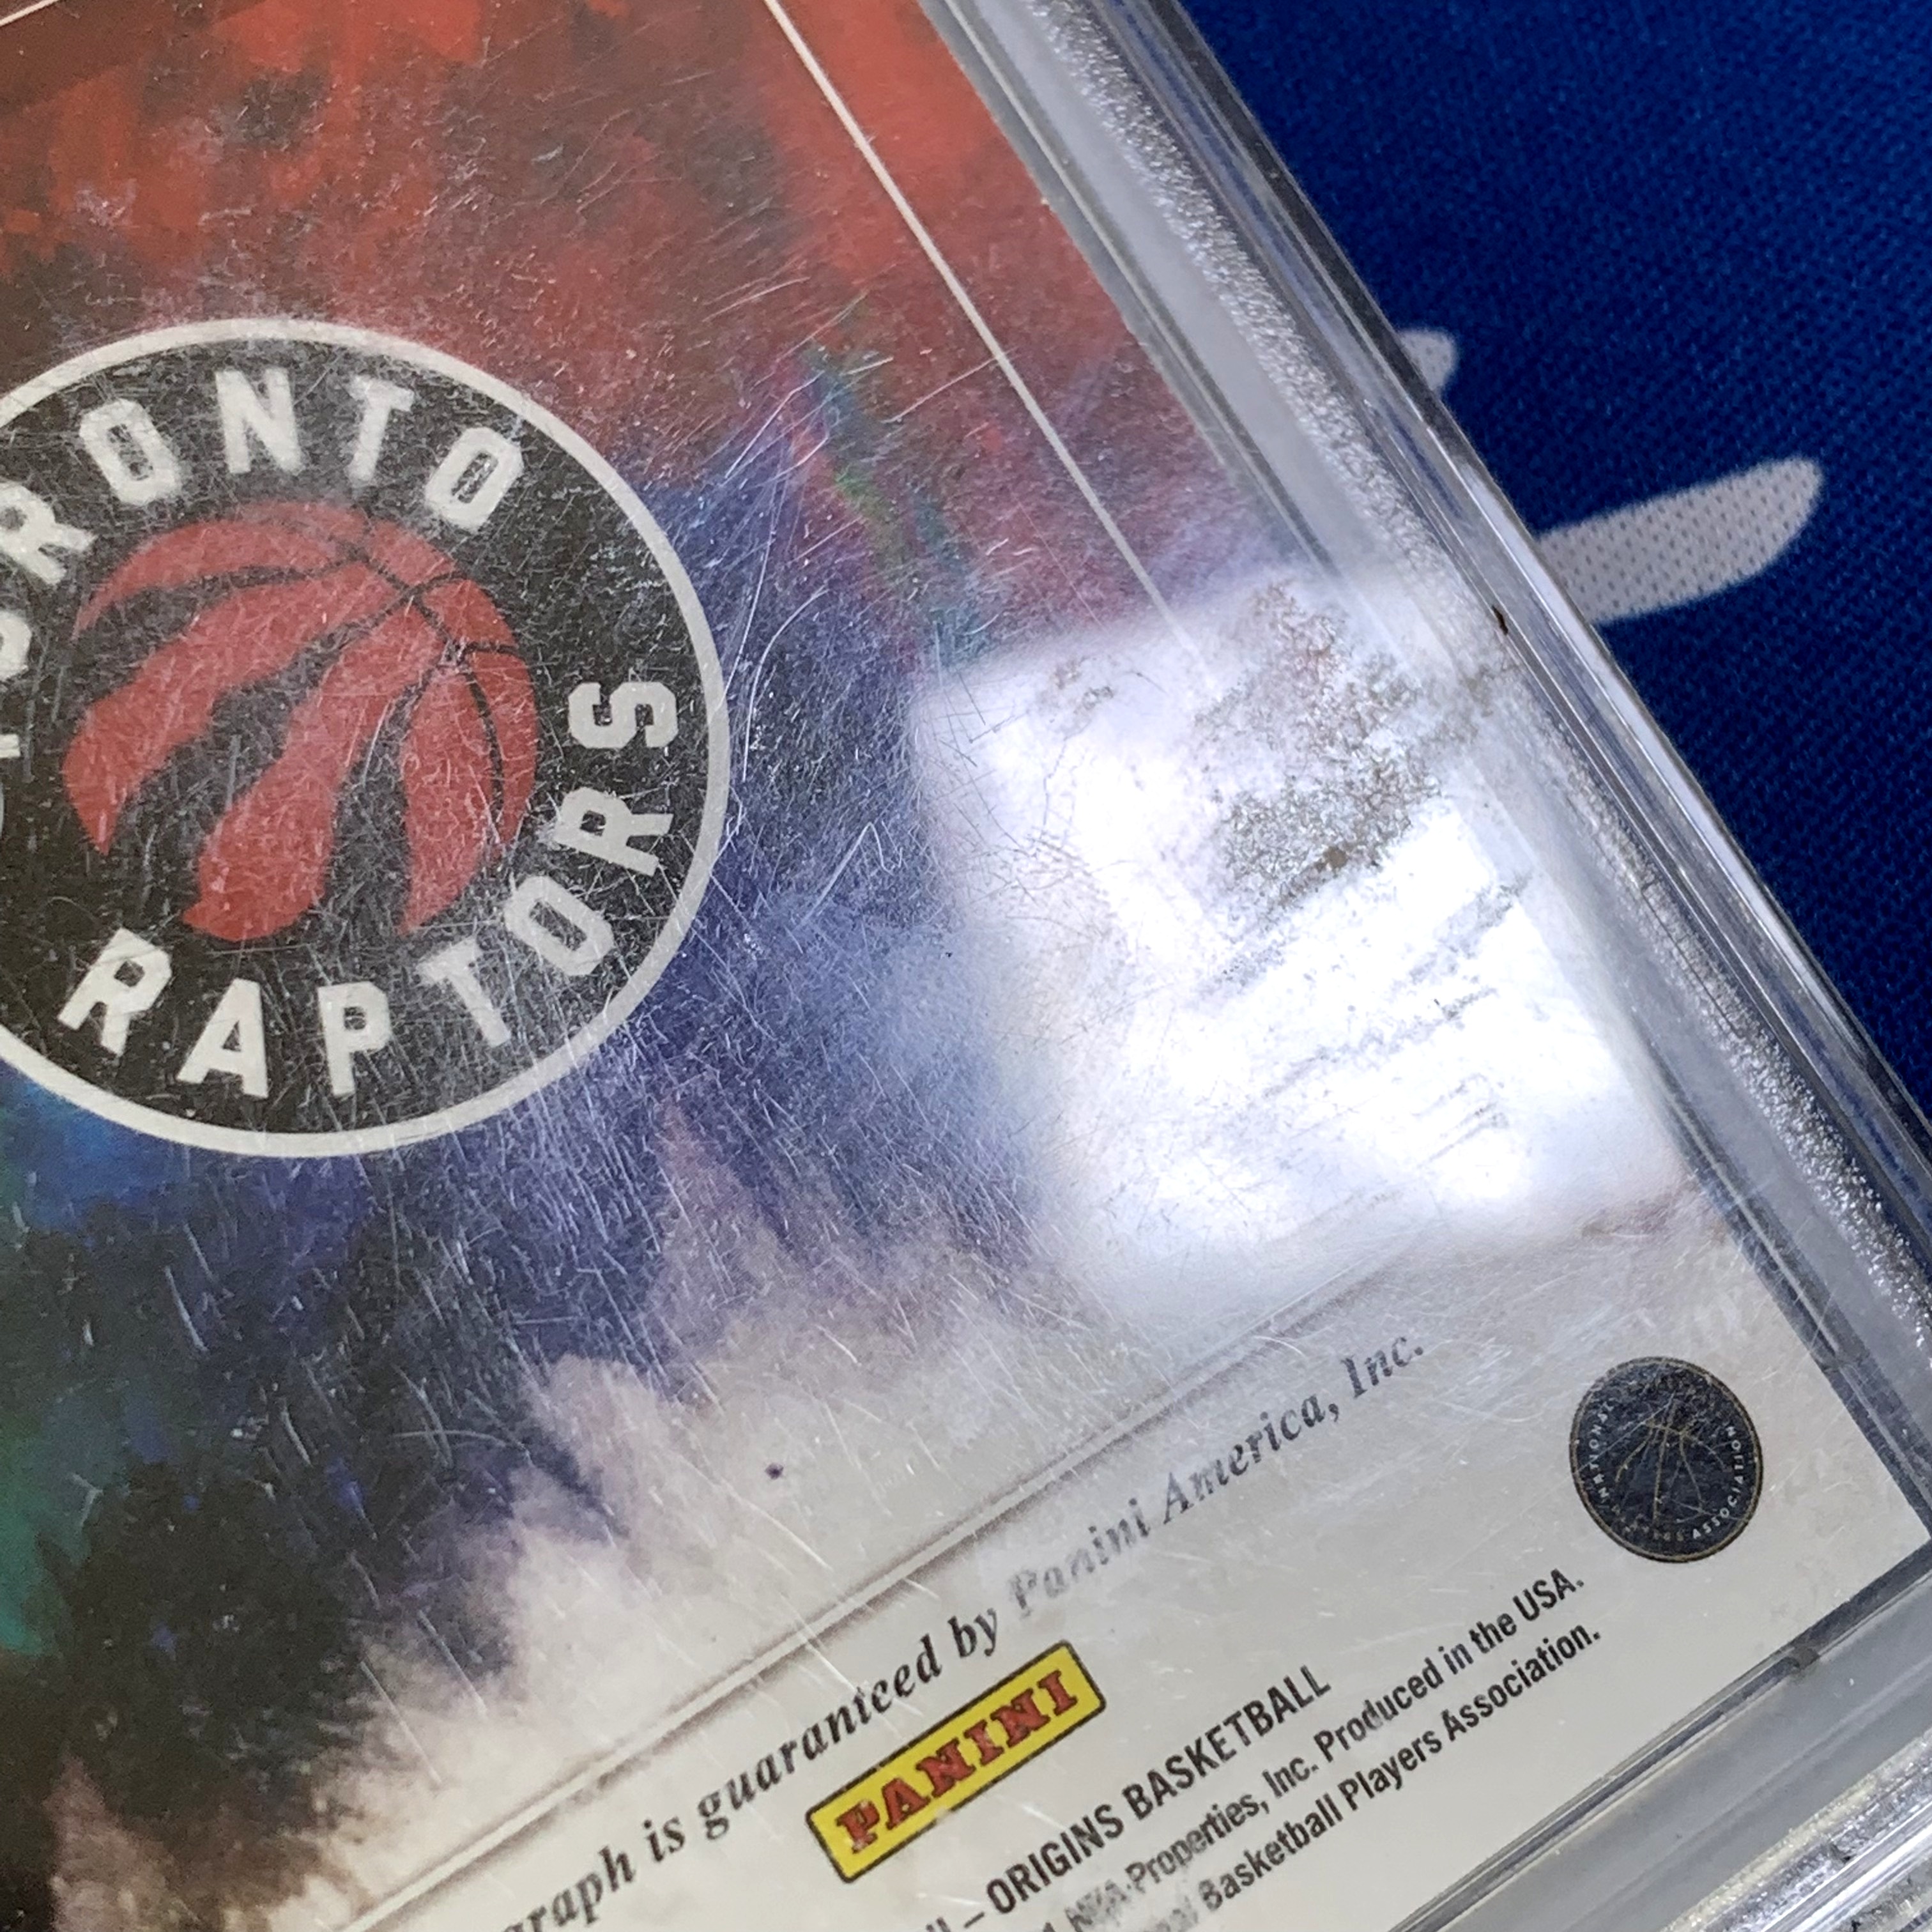 TORONTO
RAPTORS
raph is guaranteed by Panini America, Inc.
PANINI
– ORIGINS BASKETBALL
NBA Properties, Inc. Produced in the USA.
Basketball Players Association.